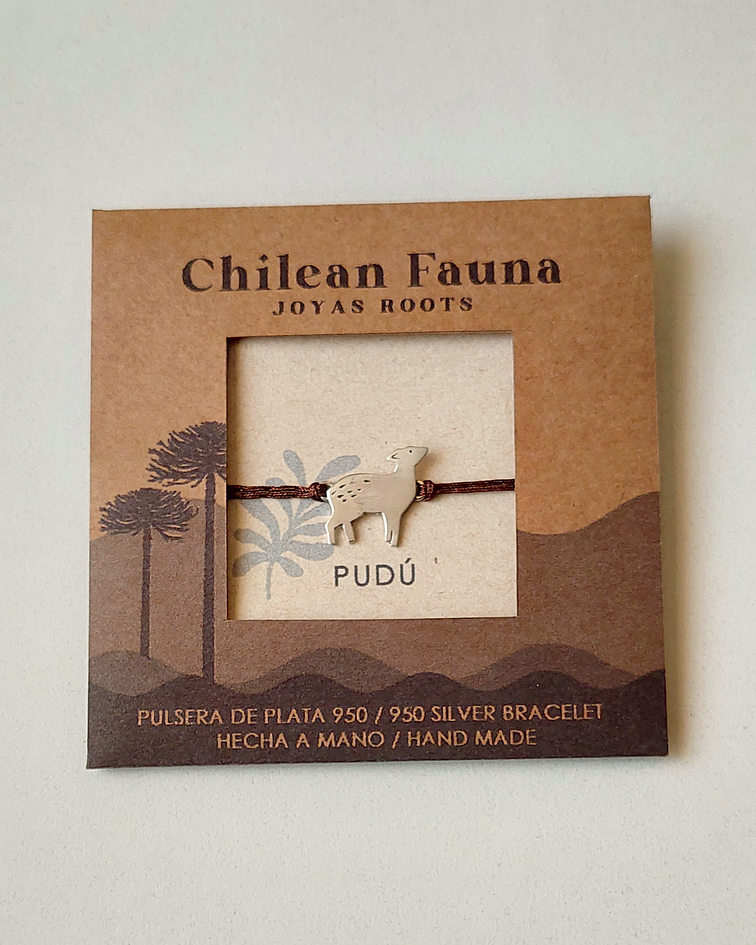 Chilean Fauna
JOYAS ROOTS
PUDÚ
PULSERA DE PLATA 950 / 950 SILVER BRACELET
HECHA A MANO / HAND MADE